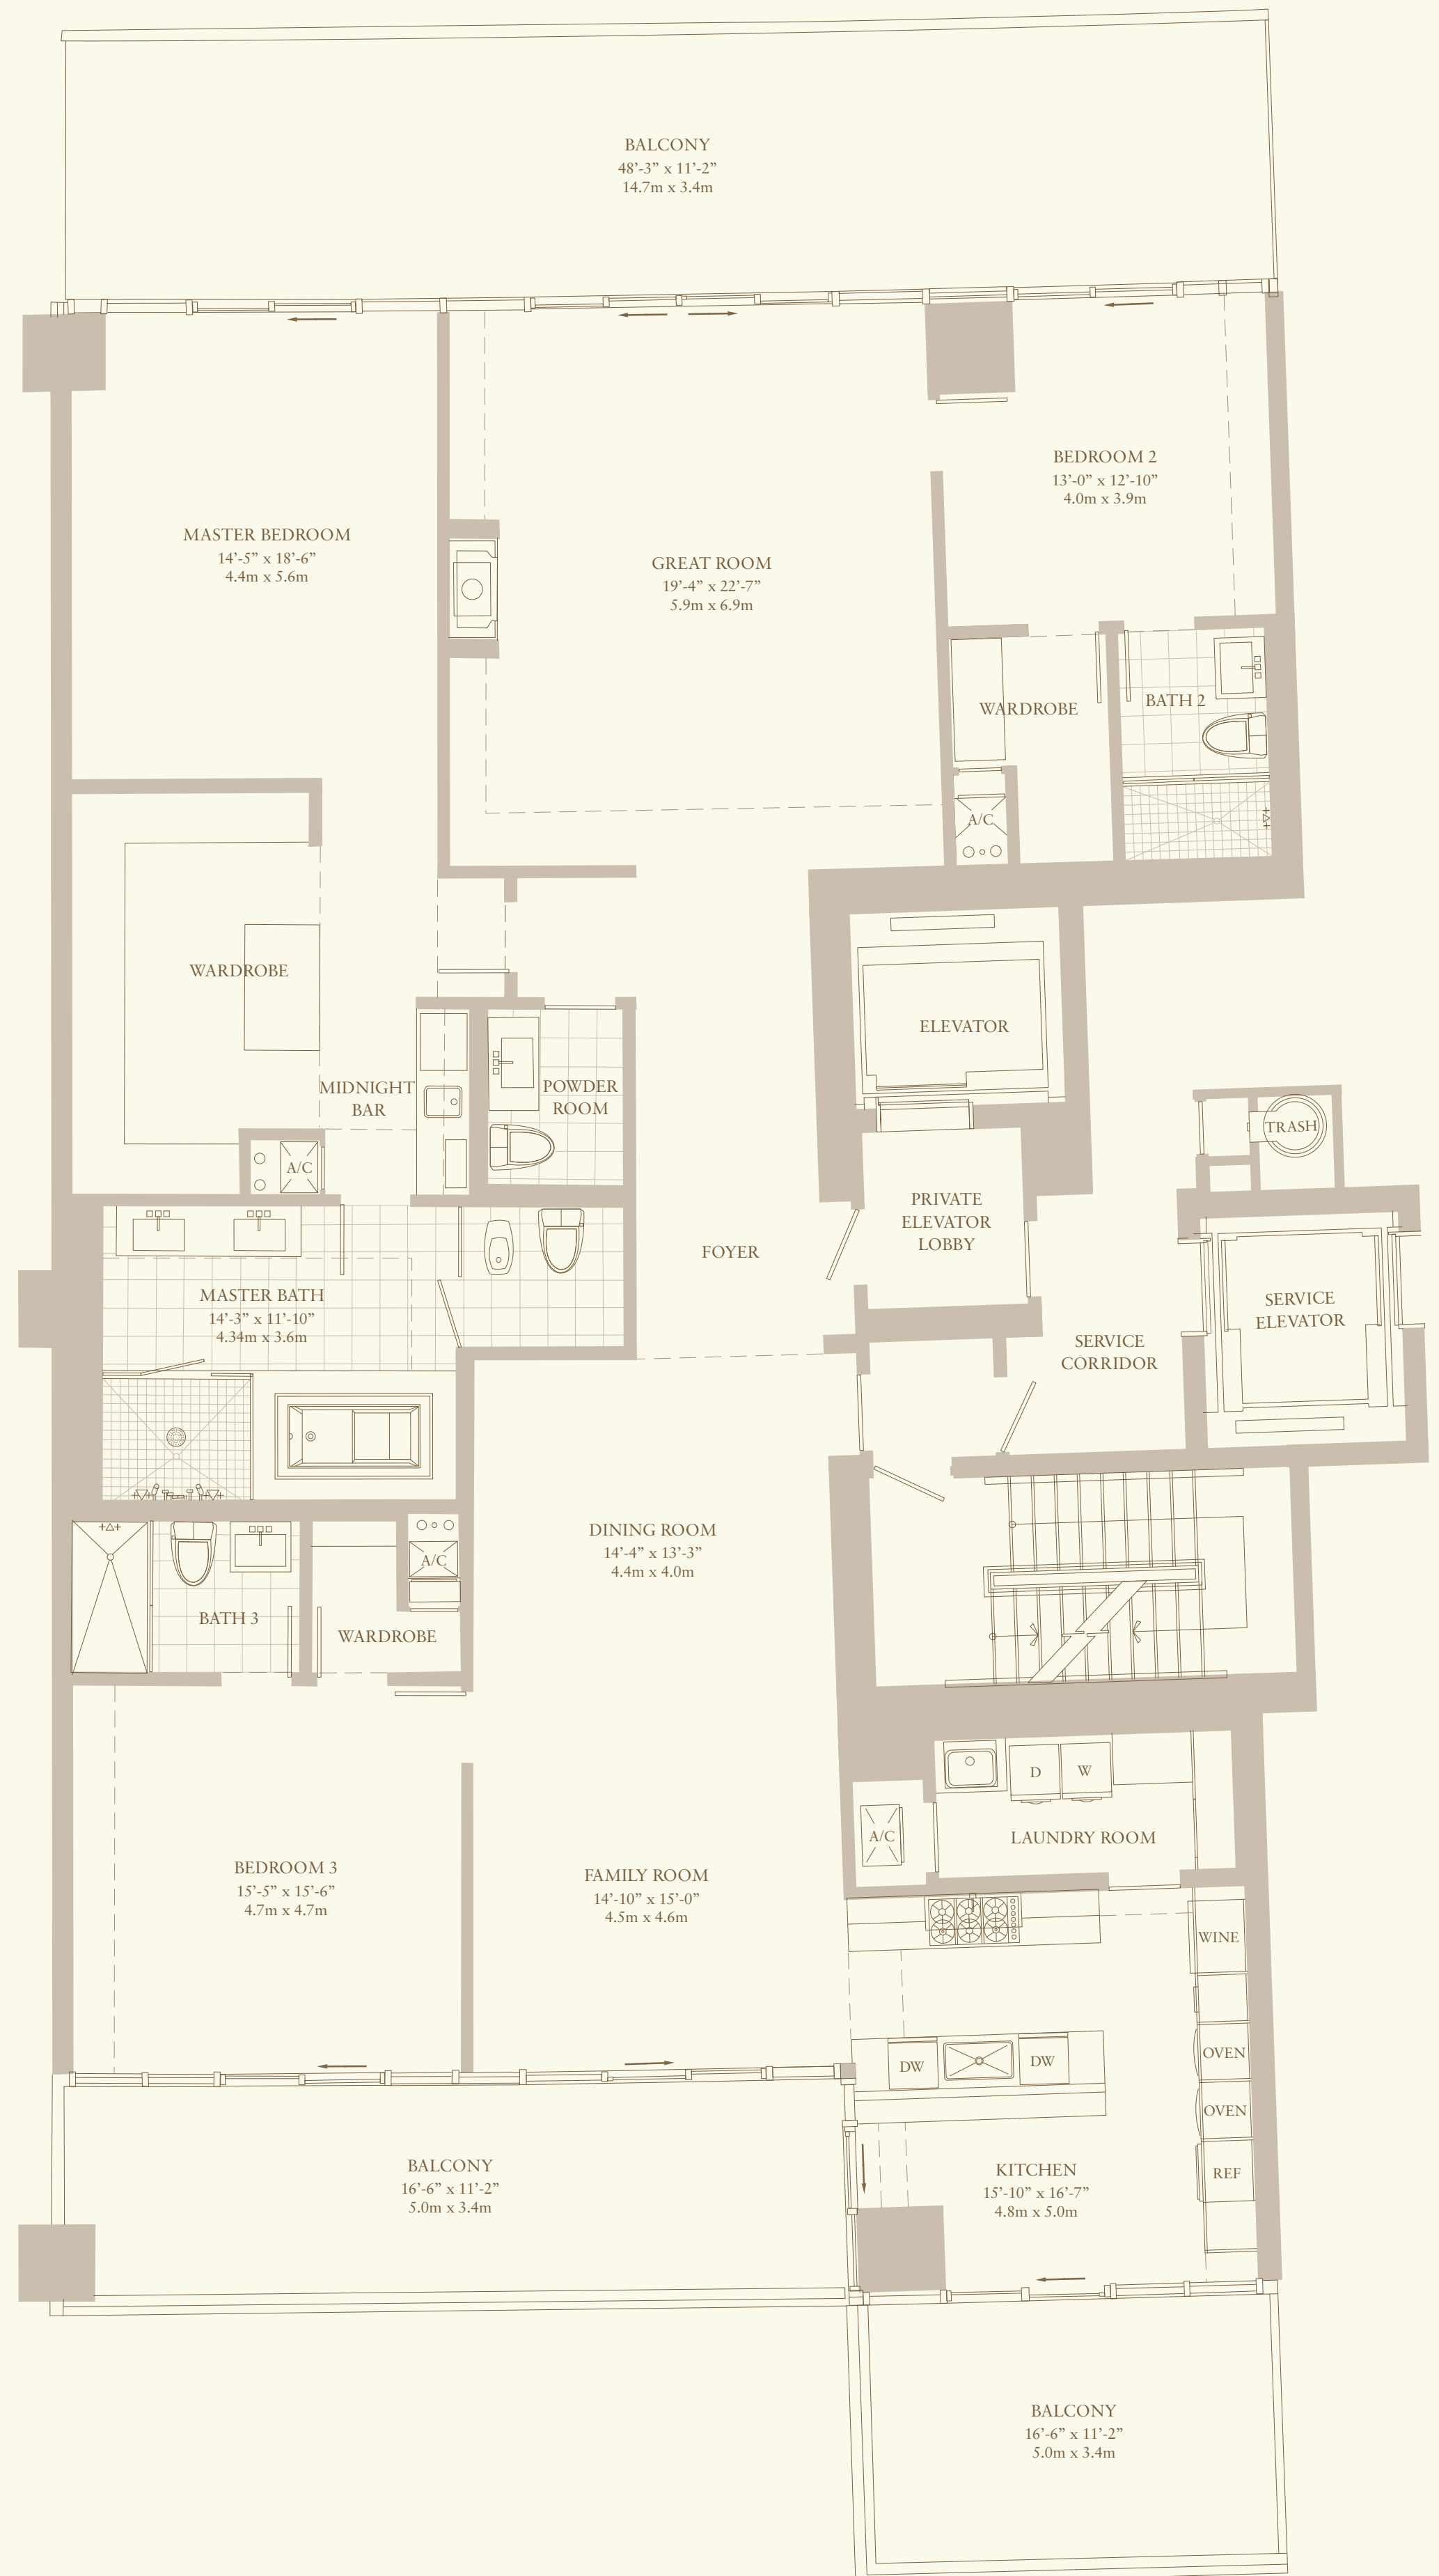 BALCONY
48’-3” x 11’-2”
14.7m x 3.4m
BEDROOM 2
13’-0” x 12’-10”
4.0m x 3.9m
MASTER BEDROOM
14’-5” x 18’-6”
4.4m x 5.6m
GREAT ROOM
19’-4” x 22’-7”
5.9m x 6.9m
WARDROBE
BATH 2
A/C
WARDROBE
ELEVATOR
MIDNIGHT
BAR
POWDER
ROOM
TRASH
A/C
PRIVATE
ELEVATOR
LOBBY
FOYER
MASTER BATH
14’-3” x 11’-10”
4.34m x 3.6m
SERVICE
ELEVATOR
SERVICE
CORRIDOR
DINING ROOM
14’-4” x 13’-3”
4.4m x 4.0m
A/C
BATH 3
WARDROBE
D
W
A/C
LAUNDRY ROOM
BEDROOM 3
15’-5” x 15’-6”
4.7m x 4.7m
FAMILY ROOM
14’-10” x 15’-0”
4.5m x 4.6m
WINE
DW
DW
OVEN
OVEN
BALCONY
16’-6” x 11’-2”
5.0m x 3.4m
KITCHEN
15’-10” x 16’-7”
4.8m x 5.0m
REF
BALCONY
16’-6” x 11’-2”
5.0m x 3.4m